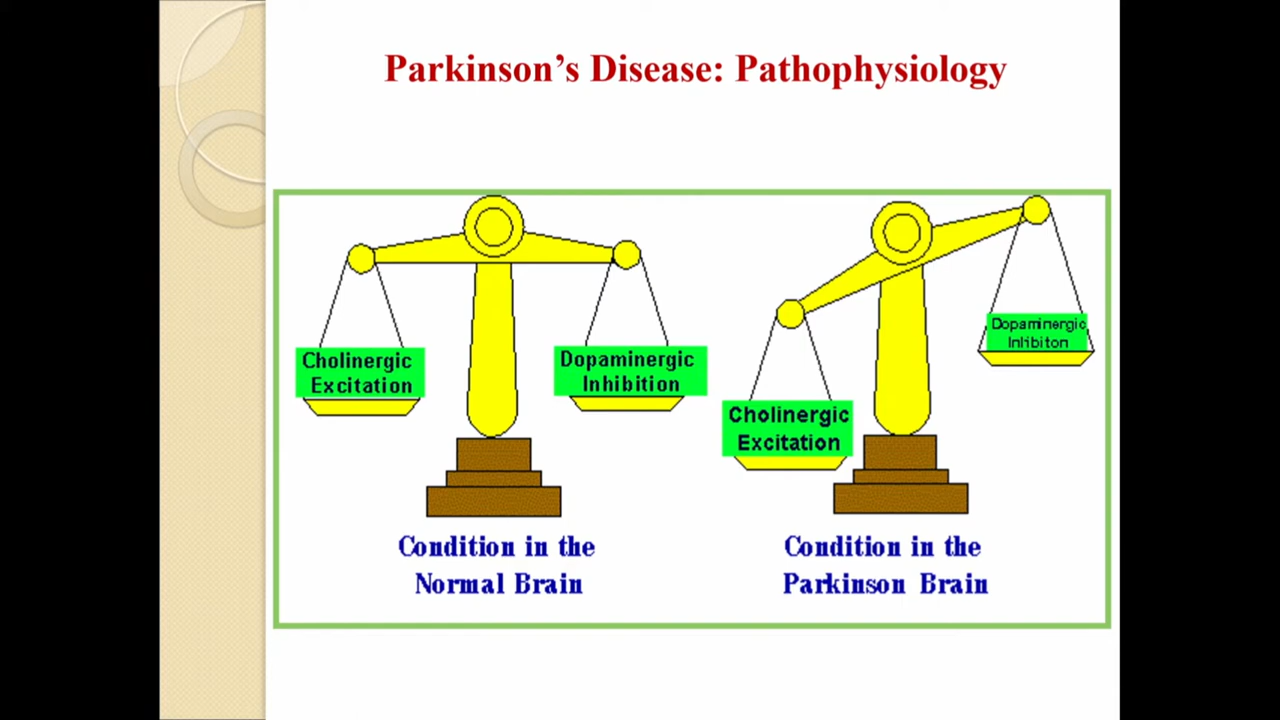 Parkinson’s Disease: Pathophysiology
Cholinergic
Excitation
Dopaminergic
Inhibition
Condition in the
Normal Brain
Cholinergic
Excitation
Dopaminergic
Inlibiton
Condition in the
Parkinson Brain